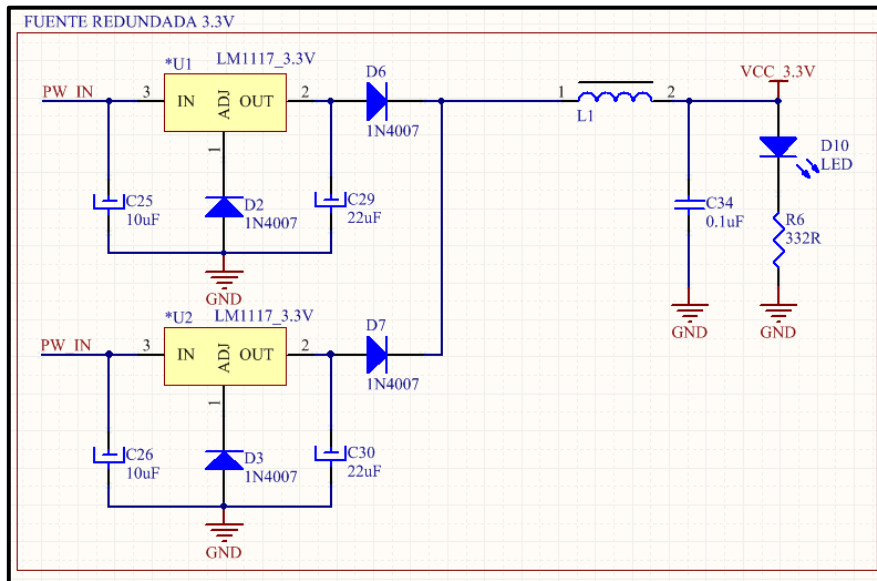 FUENTE REDUNDADA 3.3V
*U1 LM1117_3.3V
PW_IN 3 IN ADJ OUT 2
1
D6
1N4007
C25
10uF
D2
1N4007
C29
22uF
GND
1 2
L1
VCC_3.3V
D10
LED
C34
0.1uF
R6
332R
GND GND
*U2 LM1117_3.3V
PW_IN 3 IN ADJ OUT 2
1
D7
1N4007
C26
10uF
D3
1N4007
C30
22uF
GND